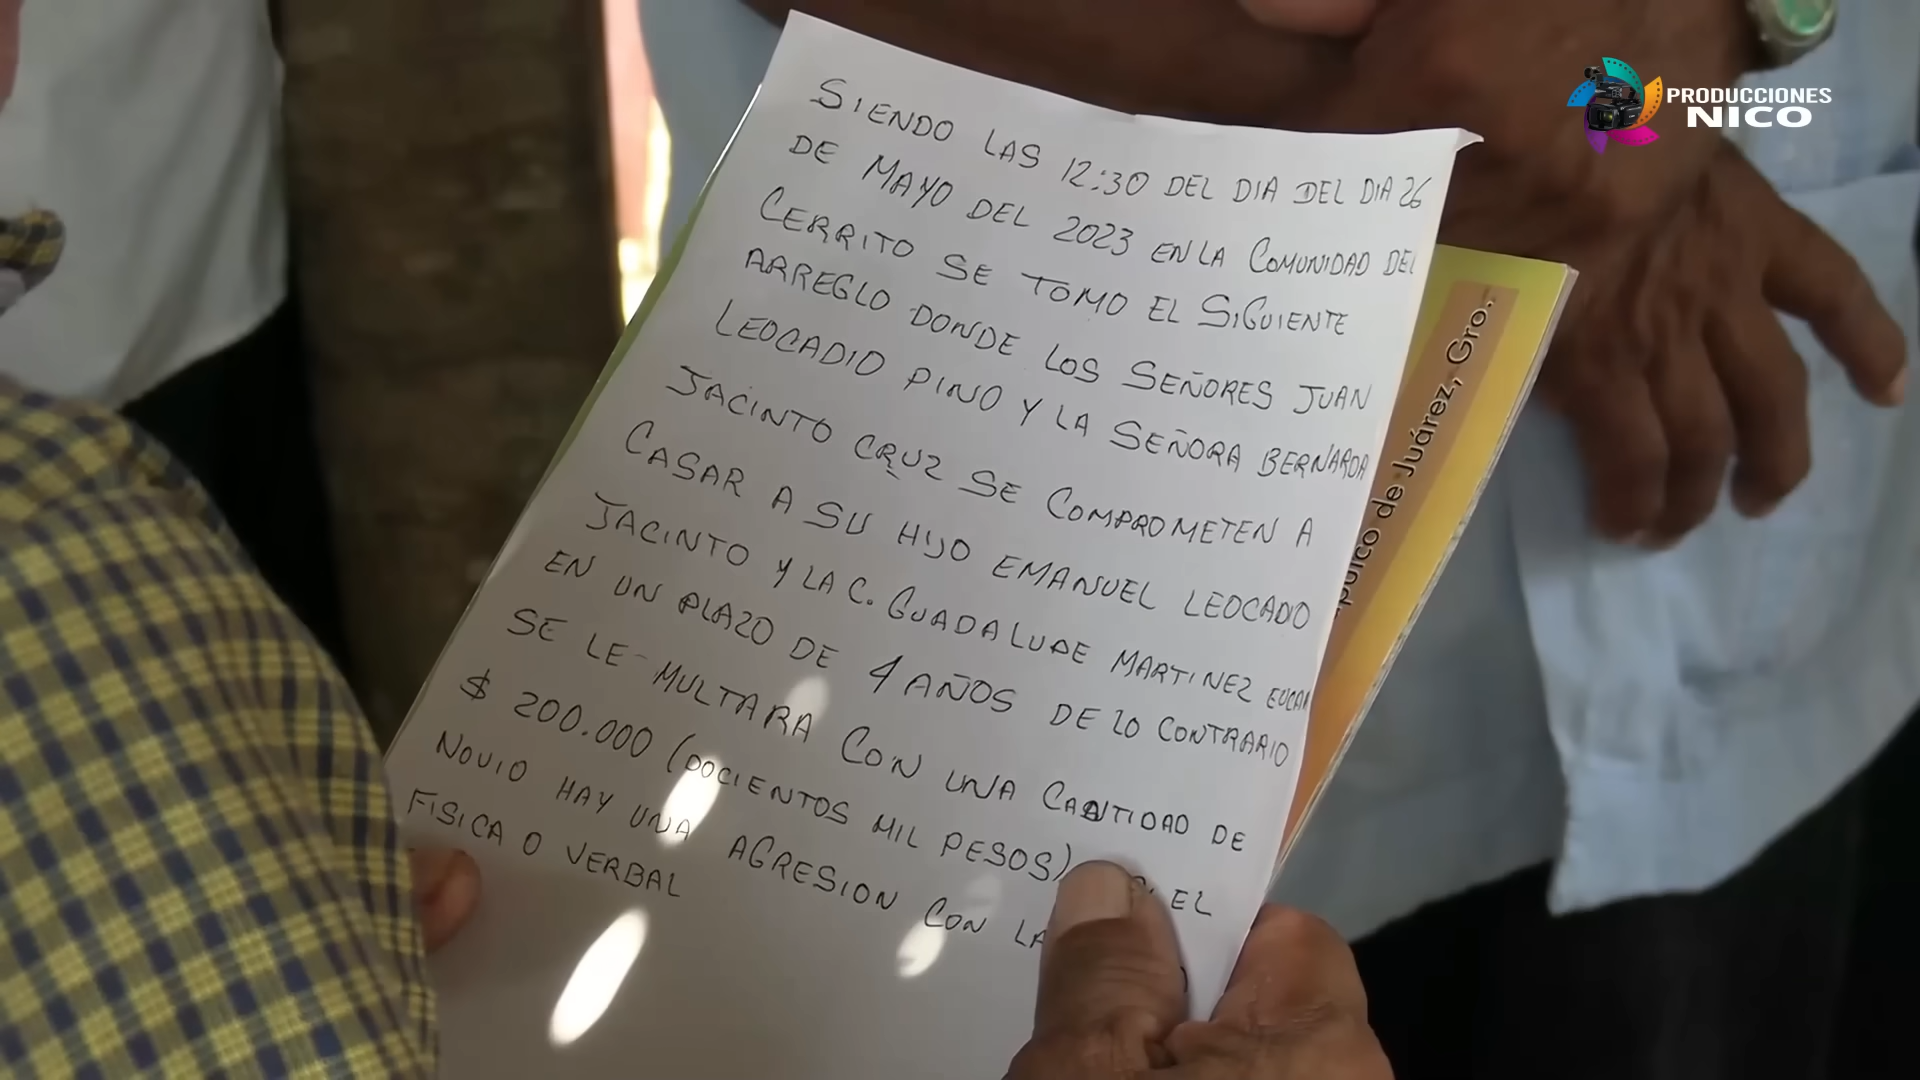 SIENDO LAS 12:30 DEL DIA DEL DIA 26
DE MAYO DEL 2023 EN LA COMUNIDAD DEL
CERRITO SE TOMO EL SIGUIENTE
ARREGLO DONDE LOS SEÑORES JUAN
LEOCADIO PINO Y LA SEÑORA BERNARDA
JACINTO CRUZ SE COMPROMETEN A
CASAR A SU HIJO EMANUEL LEOCADIO
JACINTO Y LA C. GUADALUPE MARTINEZ
EN UN PLAZO DE 4 AÑOS DE LO CONTRARIO
SE LE MULTARA CON UNA CANTIDAD DE
$ 200.000 (DOCIENTOS MIL PESOS) EL
NOVIO HAY UNA AGRESION CON LA
FISICA O VERBAL
de Juárez, Gro.
PRODUCCIONES
NICO